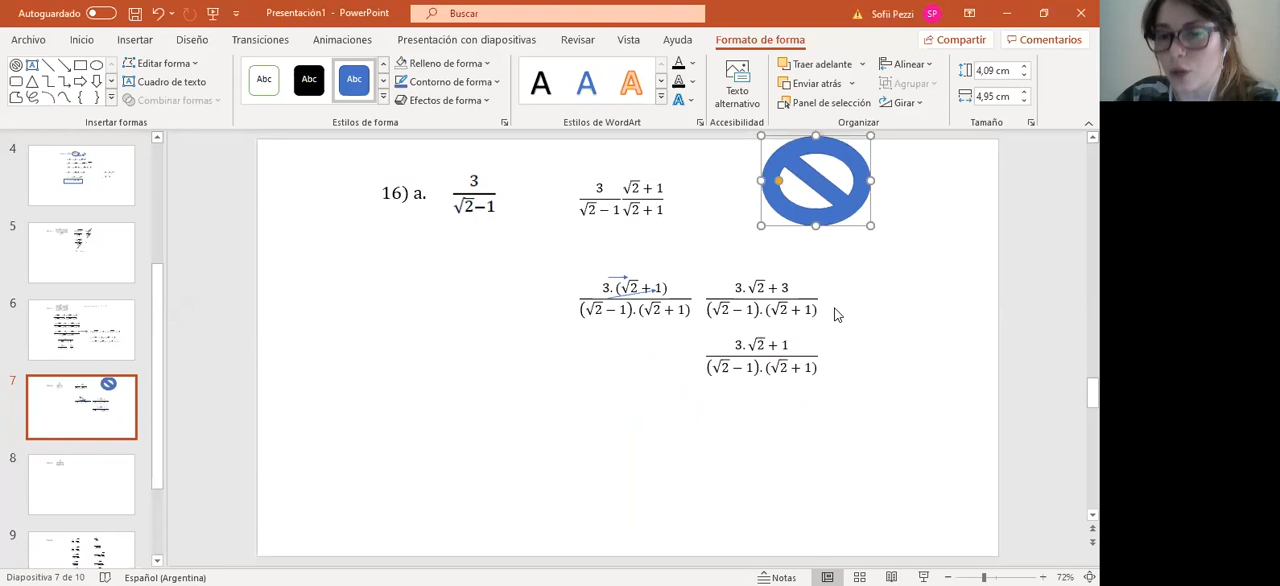 Autoguardado
Presentación1 - PowerPoint
Buscar
Sofii Pezzi
SP
Archivo Inicio Insertar Diseño Transiciones Animaciones Presentación con diapositivas Revisar Vista Ayuda Formato de forma
Compartir
Comentarios
Editar forma
Cuadro de texto
Combinar formas
Insertar formas
Abc Abc Abc
Relleno de forma
Contorno de forma
Efectos de forma
Estilos de forma
A A A
Estilos de WordArt
Texto
alternativo
Accesibilidad
Traer adelante
Enviar atrás
Panel de selección
Alinear
Agrupar
Girar
Organizar
4,09 cm
4,95 cm
Tamaño
4
5
6
7
8
9
16) a. 3/(√2−1)
3/(√2 − 1) (√2 + 1)/(√2 + 1)
3.(√2 + 1)/(√2 − 1).(√2 + 1)
3.√2 + 3/(√2 − 1).(√2 + 1)
3.√2 + 1/(√2 − 1).(√2 + 1)
Diapositiva 7 de 10
Español (Argentina)
Notas
72%